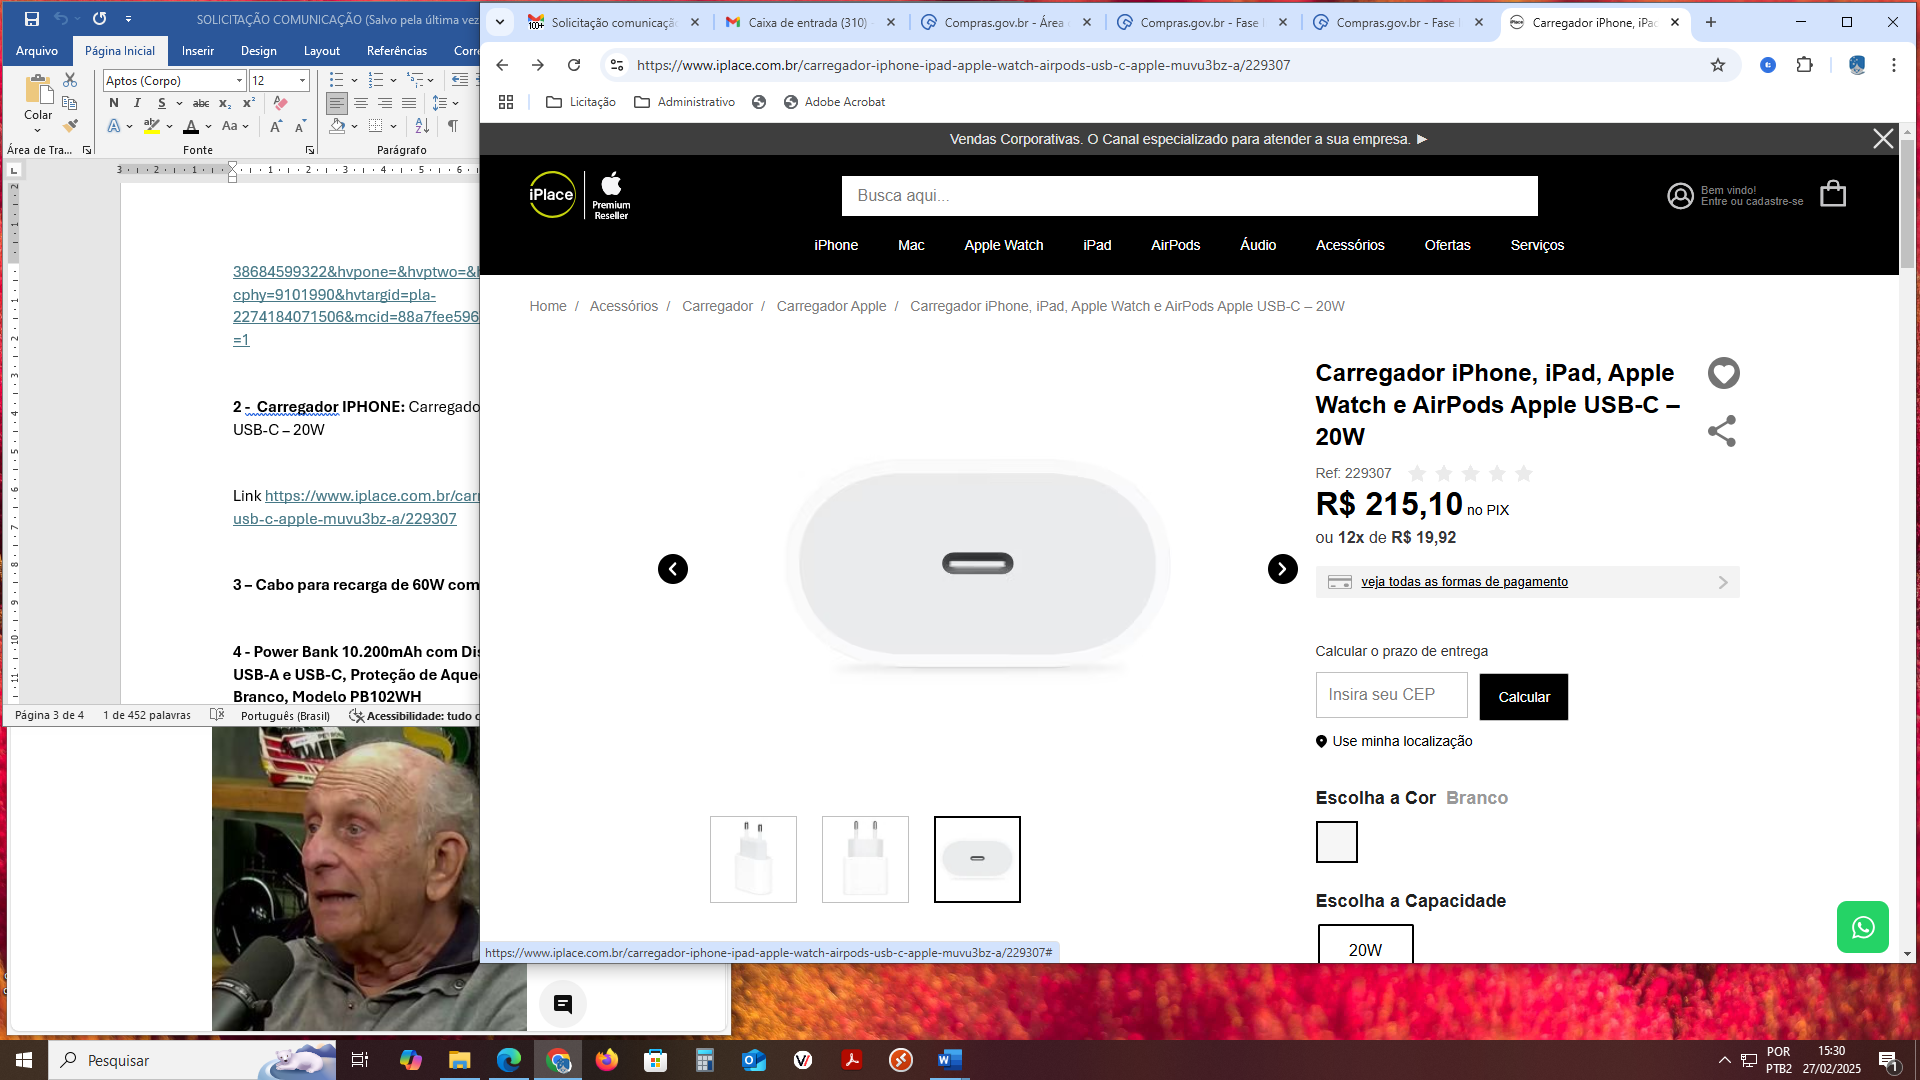 SOLICITAÇÃO COMUNICAÇÃO (Salvo pela última vez
Arquivo
Página Inicial
Inserir
Design
Layout
Referências
Corre
Colar
Aptos (Corpo)
12
Área de Tra...
Fonte
Parágrafo
38684599322&hvpone=&hvptwo=&
cphy=9101990&hvtargid=pla-
2274184071506&mcid=88a7fee596
=1
2 - Carregador IPHONE: Carregado
USB-C – 20W
Link https://www.iplace.com.br/car
usb-c-apple-muvu3bz-a/229307
3 – Cabo para recarga de 60W com
4 - Power Bank 10.200mAh com Dis
USB-A e USB-C, Proteção de Aque
Branco, Modelo PB102WH
Página 3 de 4
1 de 452 palavras
Português (Brasil)
Acessibilidade: tudo c
Solicitação comunicaçã
Caixa de entrada (310) -
Compras.gov.br - Área
Compras.gov.br - Fase
Compras.gov.br - Fase
Carregador iPhone, iPad
https://www.iplace.com.br/carregador-iphone-ipad-apple-watch-airpods-usb-c-apple-muvu3bz-a/229307
Licitação
Administrativo
Adobe Acrobat
Vendas Corporativas. O Canal especializado para atender a sua empresa. ►
iPlace
Premium
Reseller
Busca aqui...
Bem vindo!
Entre ou cadastre-se
iPhone
Mac
Apple Watch
iPad
AirPods
Áudio
Acessórios
Ofertas
Serviços
Home / Acessórios / Carregador / Carregador Apple / Carregador iPhone, iPad, Apple Watch e AirPods Apple USB-C – 20W
Carregador iPhone, iPad, Apple
Watch e AirPods Apple USB-C –
20W
Ref: 229307
R$ 215,10 no PIX
ou 12x de R$ 19,92
veja todas as formas de pagamento
Calcular o prazo de entrega
Insira seu CEP
Calcular
Use minha localização
Escolha a Cor Branco
Escolha a Capacidade
20W
https://www.iplace.com.br/carregador-iphone-ipad-apple-watch-airpods-usb-c-apple-muvu3bz-a/229307#
Pesquisar
POR
PTB2
15:30
27/02/2025
1